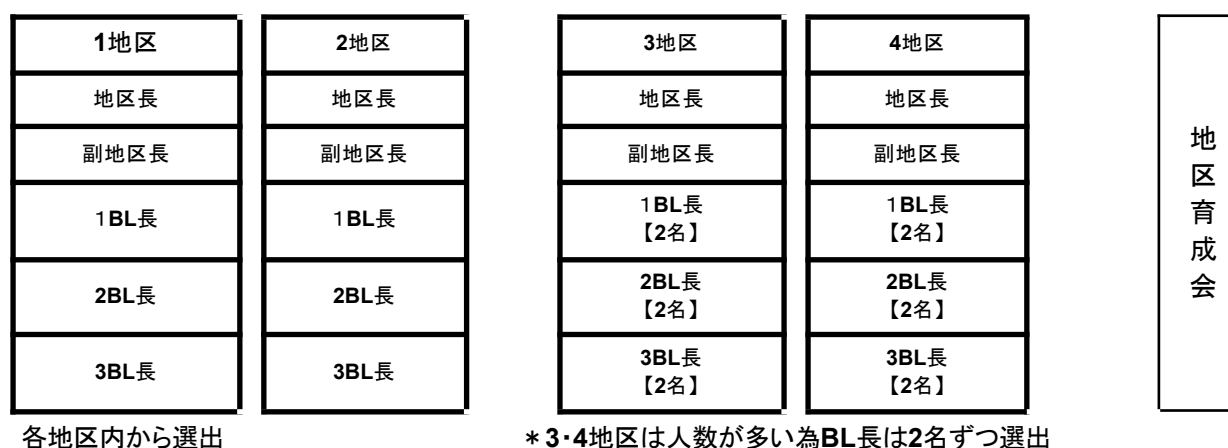 1地区 2地区 3地区 4地区
地区長 地区長 地区長 地区長
副地区長 副地区長 副地区長 副地区長
1BL長 1BL長 1BL長 1BL長
【2名】 【2名】
2BL長 2BL長 2BL長 2BL長
【2名】 【2名】
3BL長 3BL長 3BL長 3BL長
【2名】 【2名】
地区育成会
各地区内から選出 *3・4地区は人数が多い為BL長は2名ずつ選出